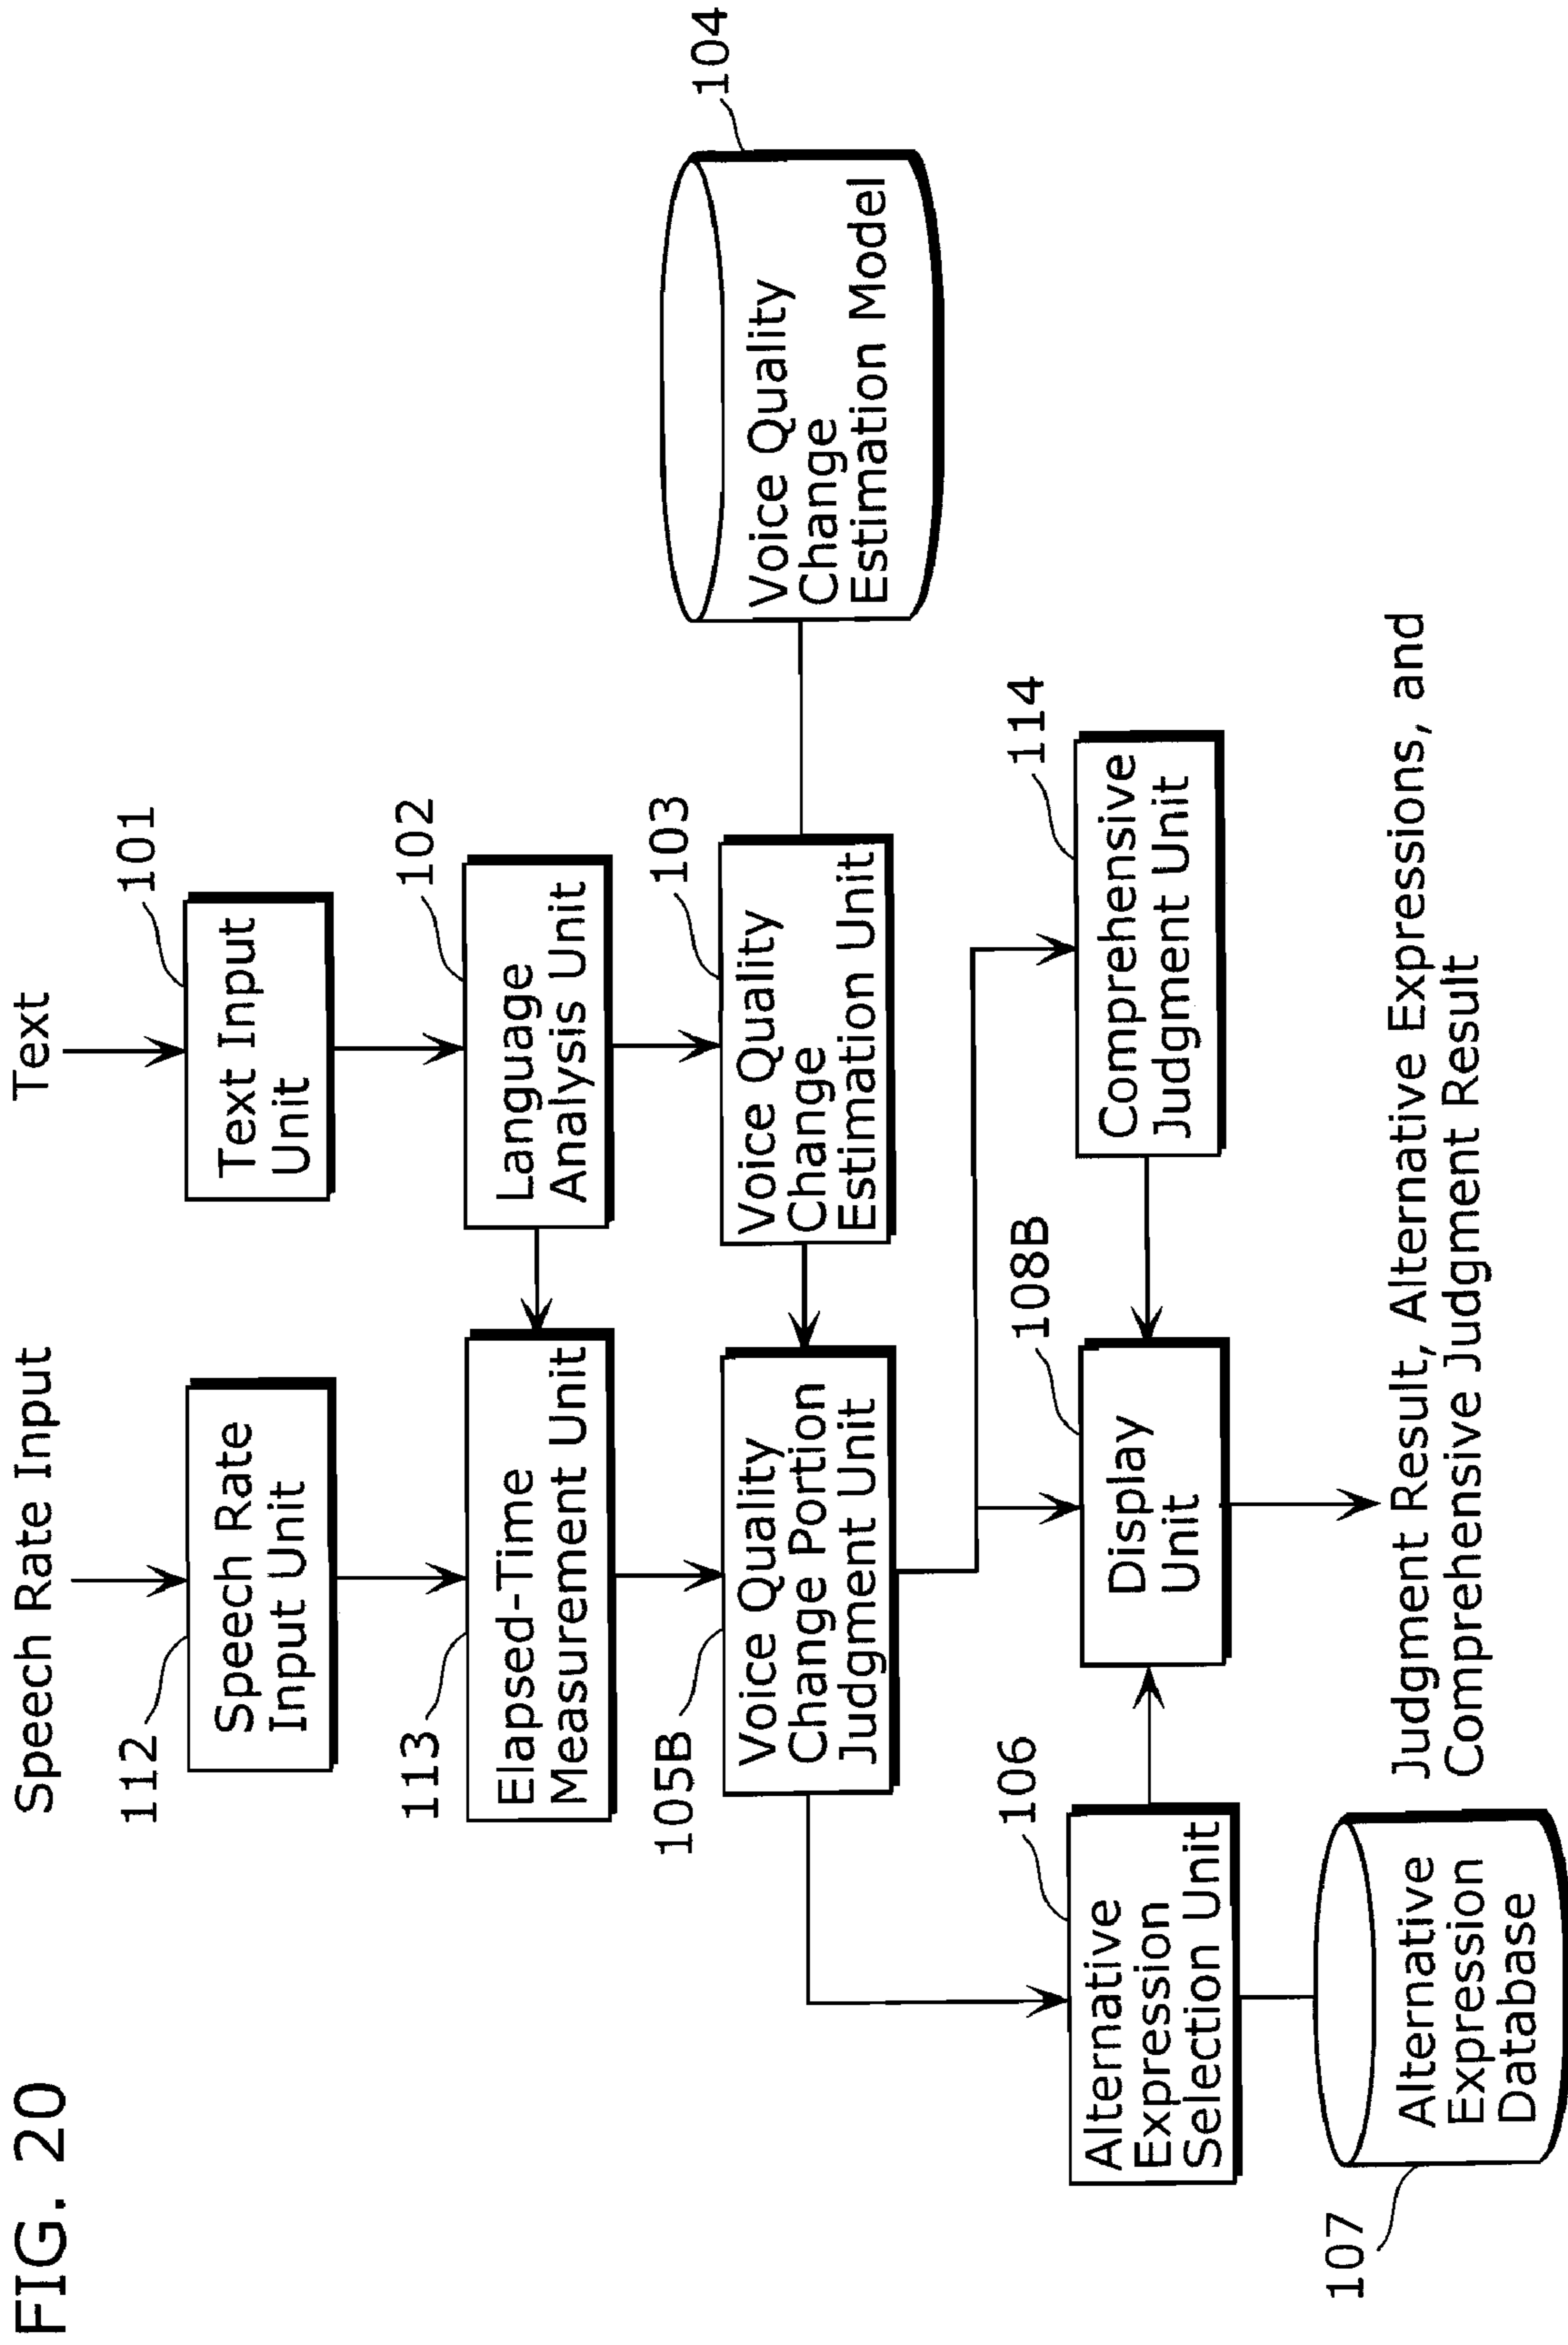 FIG. 20
Speech Rate Input
Text
112
Speech Rate
Input Unit
101
Text Input
Unit
113
Elapsed-Time
Measurement Unit
102
Language
Analysis Unit
105B
Voice Quality
Change Portion
Judgment Unit
103
Voice Quality
Change
Estimation Unit
104
Voice Quality
Change
Estimation Model
106
Alternative
Expression
Selection Unit
108B
Display
Unit
114
Comprehensive
Judgment Unit
107
Alternative
Expression
Database
Judgment Result, Alternative Expressions, and
Comprehensive Judgment Result